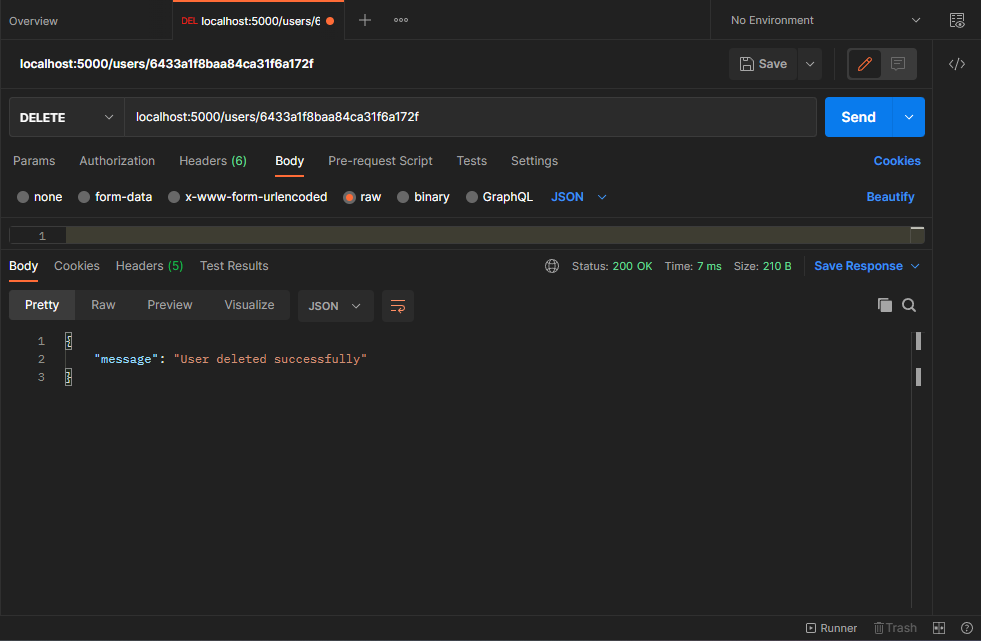 Overview
DEL localhost:5000/users/6
No Environment
localhost:5000/users/6433a1f8baa84ca31f6a172f
Save
DELETE
localhost:5000/users/6433a1f8baa84ca31f6a172f
Send
Params Authorization Headers (6) Body Pre-request Script Tests Settings Cookies
none form-data x-www-form-urlencoded raw binary GraphQL JSON Beautify
1
Body Cookies Headers (5) Test Results Status: 200 OK Time: 7 ms Size: 210 B Save Response
Pretty Raw Preview Visualize JSON
1 {
2 "message": "User deleted successfully"
3 }
Runner Trash